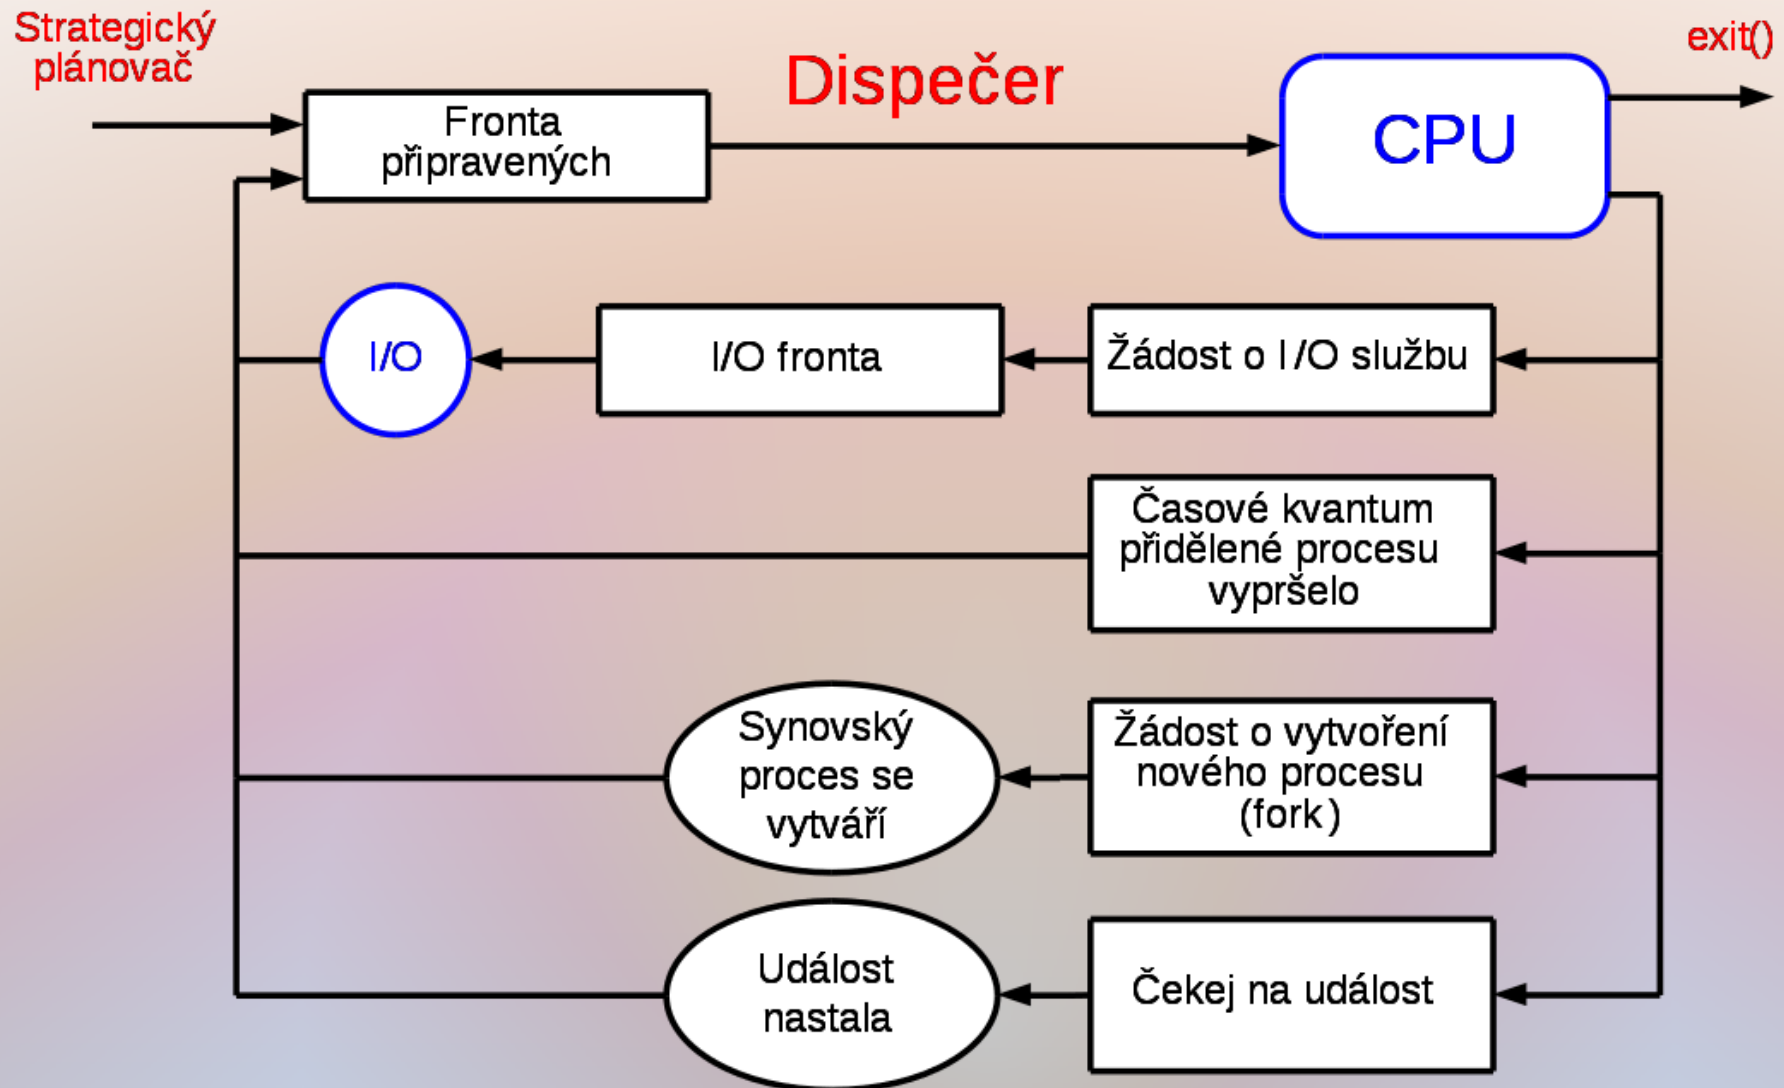 Strategický
plánovač
exit()
Dispečer
Fronta
připravených
CPU
I/O
I/O fronta
Žádost o I/O službu
Časové kvantum
přidělené procesu
vypršelo
Synovský
proces se
vytváří
Žádost o vytvoření
nového procesu
(fork)
Událost
nastala
Čekej na událost